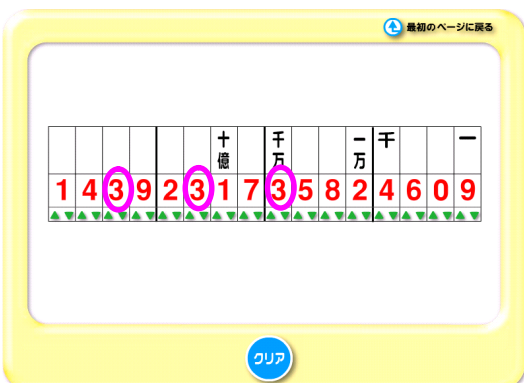 最初のページに戻る
十億 千万 一万 千 一
1 4 3 9 2 3 1 7 3 5 8 2 4 6 0 9
クリア